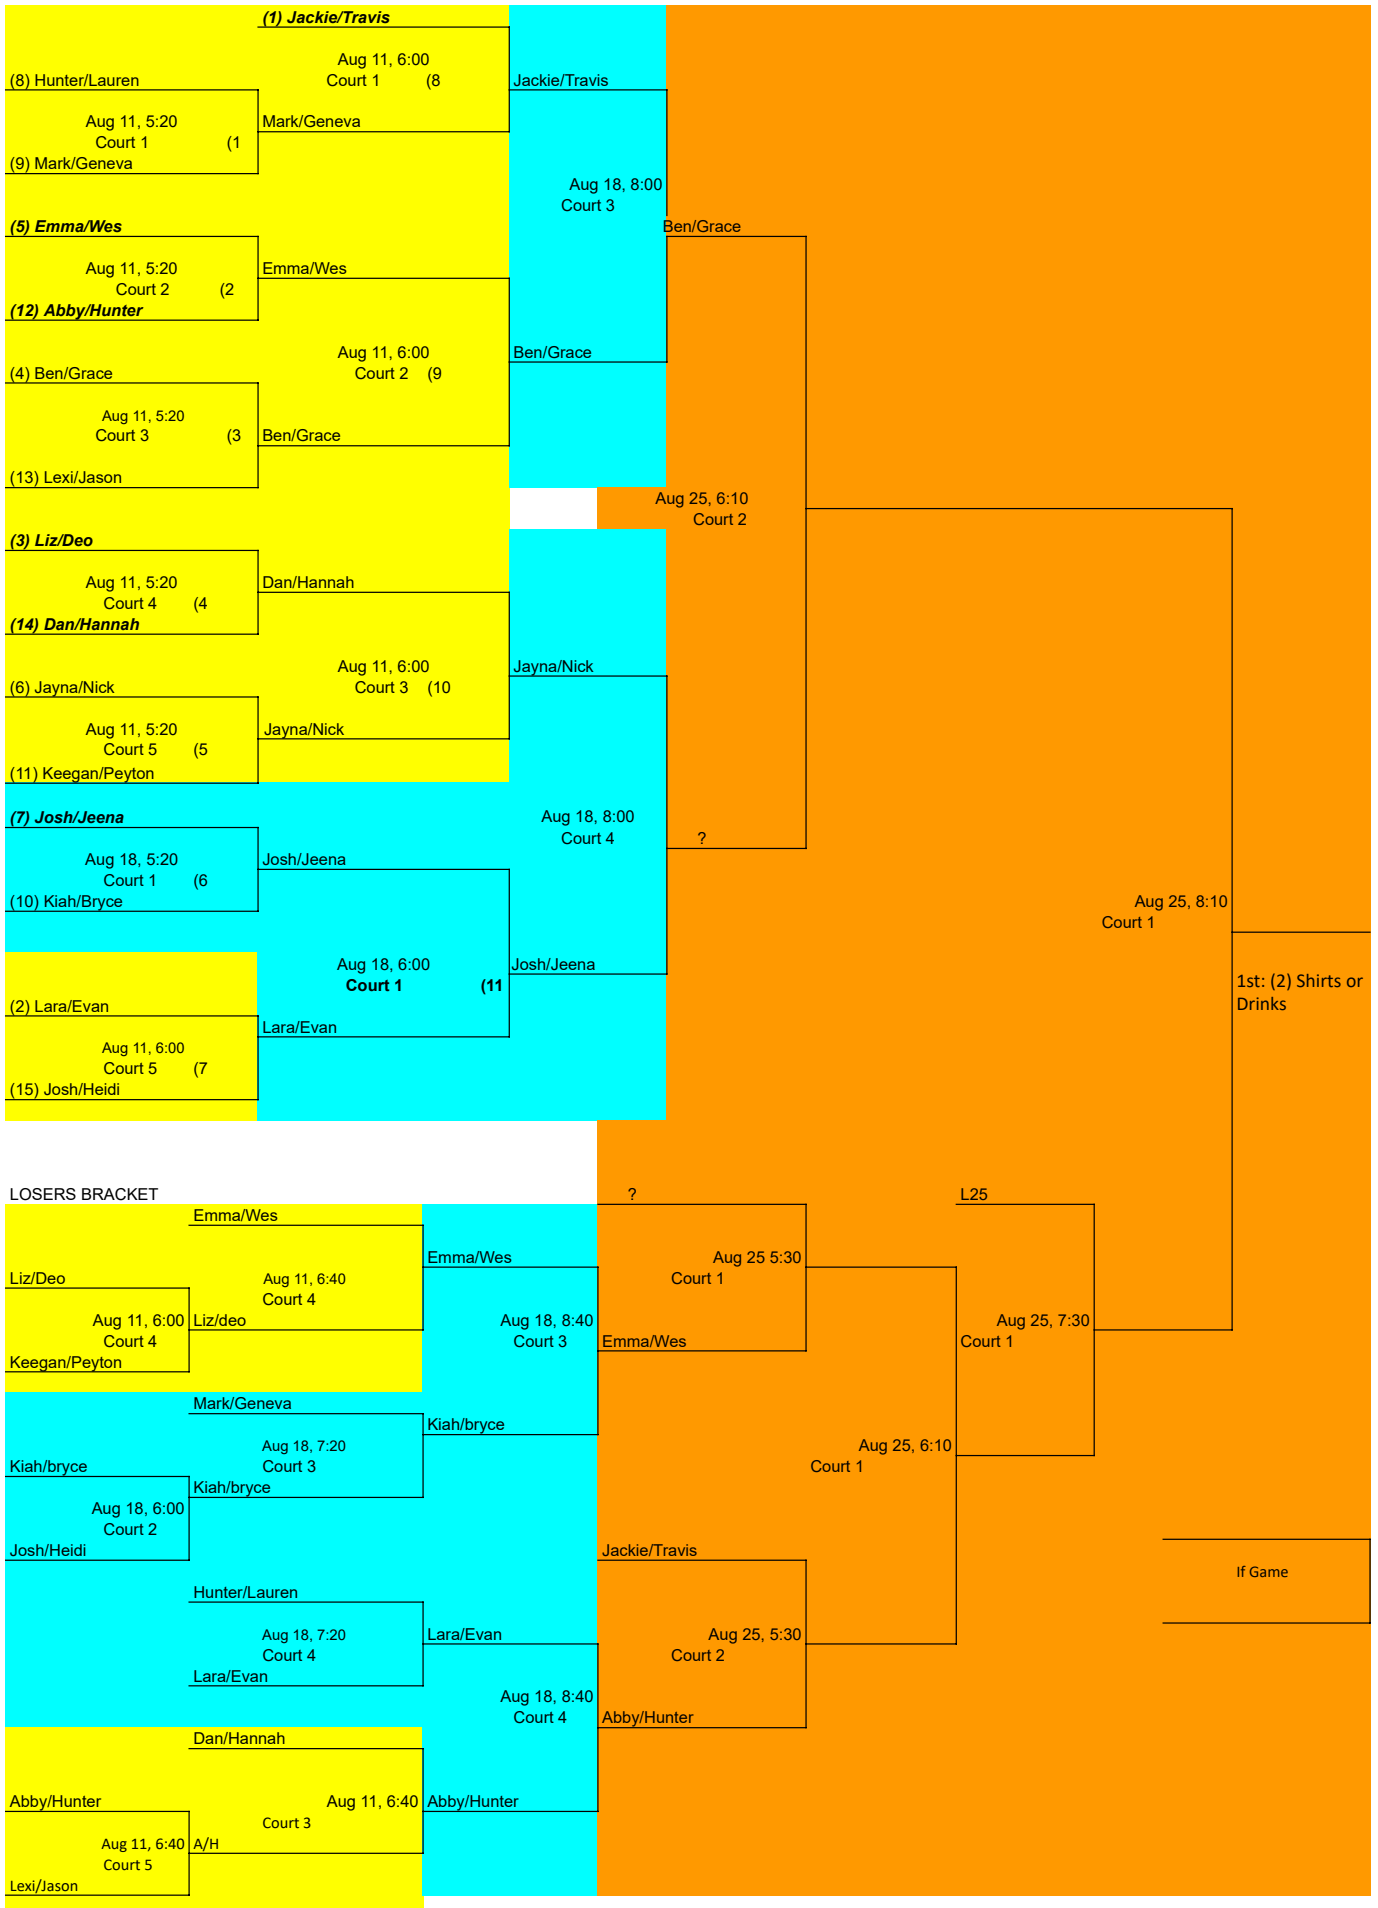 (1) Jackie/Travis
Aug 11, 6:00
(8) Hunter/Lauren
Court 1 (8
Jackie/Travis
Aug 11, 5:20
Mark/Geneva
Court 1 (1
(9) Mark/Geneva
Aug 18, 8:00
Court 3
(5) Emma/Wes
Ben/Grace
Aug 11, 5:20
Emma/Wes
Court 2 (2
(12) Abby/Hunter
Aug 11, 6:00
Ben/Grace
(4) Ben/Grace
Court 2 (9
Aug 11, 5:20
Court 3 (3
Ben/Grace
(13) Lexi/Jason
Aug 25, 6:10
Court 2
(3) Liz/Deo
Aug 11, 5:20
Dan/Hannah
Court 4 (4
(14) Dan/Hannah
Aug 11, 6:00
Jayna/Nick
(6) Jayna/Nick
Court 3 (10
Aug 11, 5:20
Jayna/Nick
Court 5 (5
(11) Keegan/Peyton
(7) Josh/Jeena
Aug 18, 8:00
Court 4
?
Aug 18, 5:20
Josh/Jeena
Court 1 (6
(10) Kiah/Bryce
Aug 25, 8:10
Court 1
Aug 18, 6:00
Josh/Jeena
Court 1 (11
1st: (2) Shirts or
Drinks
(2) Lara/Evan
Lara/Evan
Aug 11, 6:00
Court 5 (7
(15) Josh/Heidi
LOSERS BRACKET
?
L25
Emma/Wes
Emma/Wes
Aug 25 5:30
Liz/Deo
Aug 11, 6:40
Court 1
Court 4
Aug 11, 6:00
Liz/deo
Aug 18, 8:40
Aug 25, 7:30
Court 4
Court 3
Emma/Wes
Court 1
Keegan/Peyton
Mark/Geneva
Kiah/bryce
Aug 18, 7:20
Aug 25, 6:10
Kiah/bryce
Court 3
Court 1
Kiah/bryce
Aug 18, 6:00
Court 2
Josh/Heidi
Jackie/Travis
If Game
Hunter/Lauren
Aug 18, 7:20
Lara/Evan
Aug 25, 5:30
Court 4
Court 2
Lara/Evan
Aug 18, 8:40
Court 4
Abby/Hunter
Dan/Hannah
Abby/Hunter
Aug 11, 6:40
Abby/Hunter
Court 3
Aug 11, 6:40
A/H
Court 5
Lexi/Jason